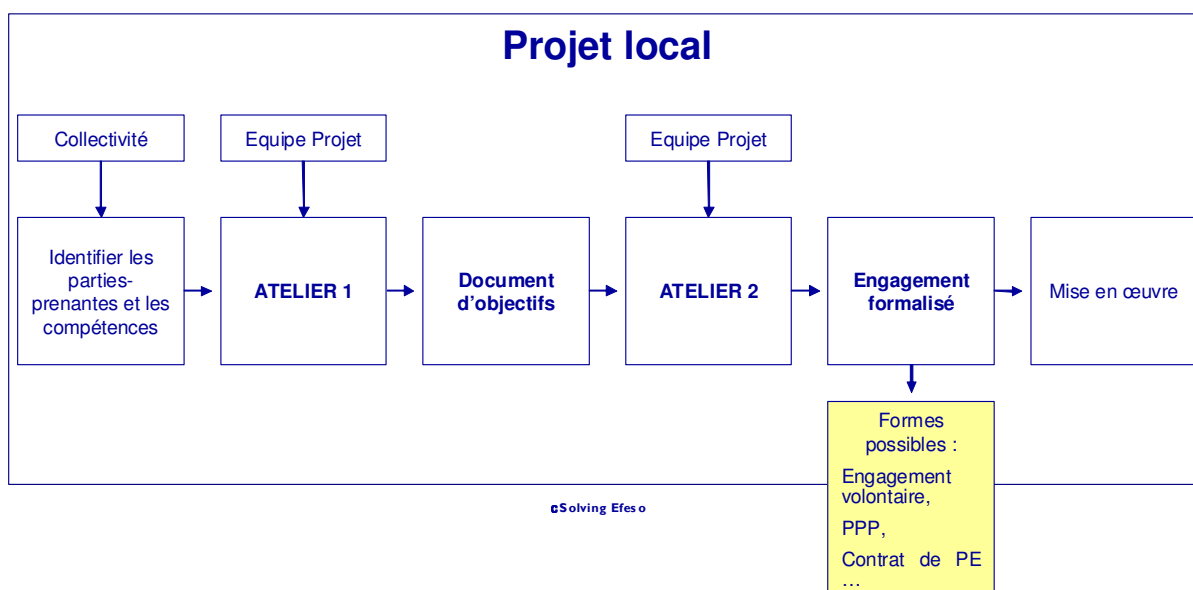 Projet local
Collectivité
Equipe Projet
Equipe Projet
Identifier les
parties-
prenantes et les
compétences
ATELIER 1
Document
d'objectifs
ATELIER 2
Engagement
formalisé
Mise en œuvre
Formes
possibles :
Engagement
volontaire,
PPP,
Contrat de PE
...
cSolving Efeso